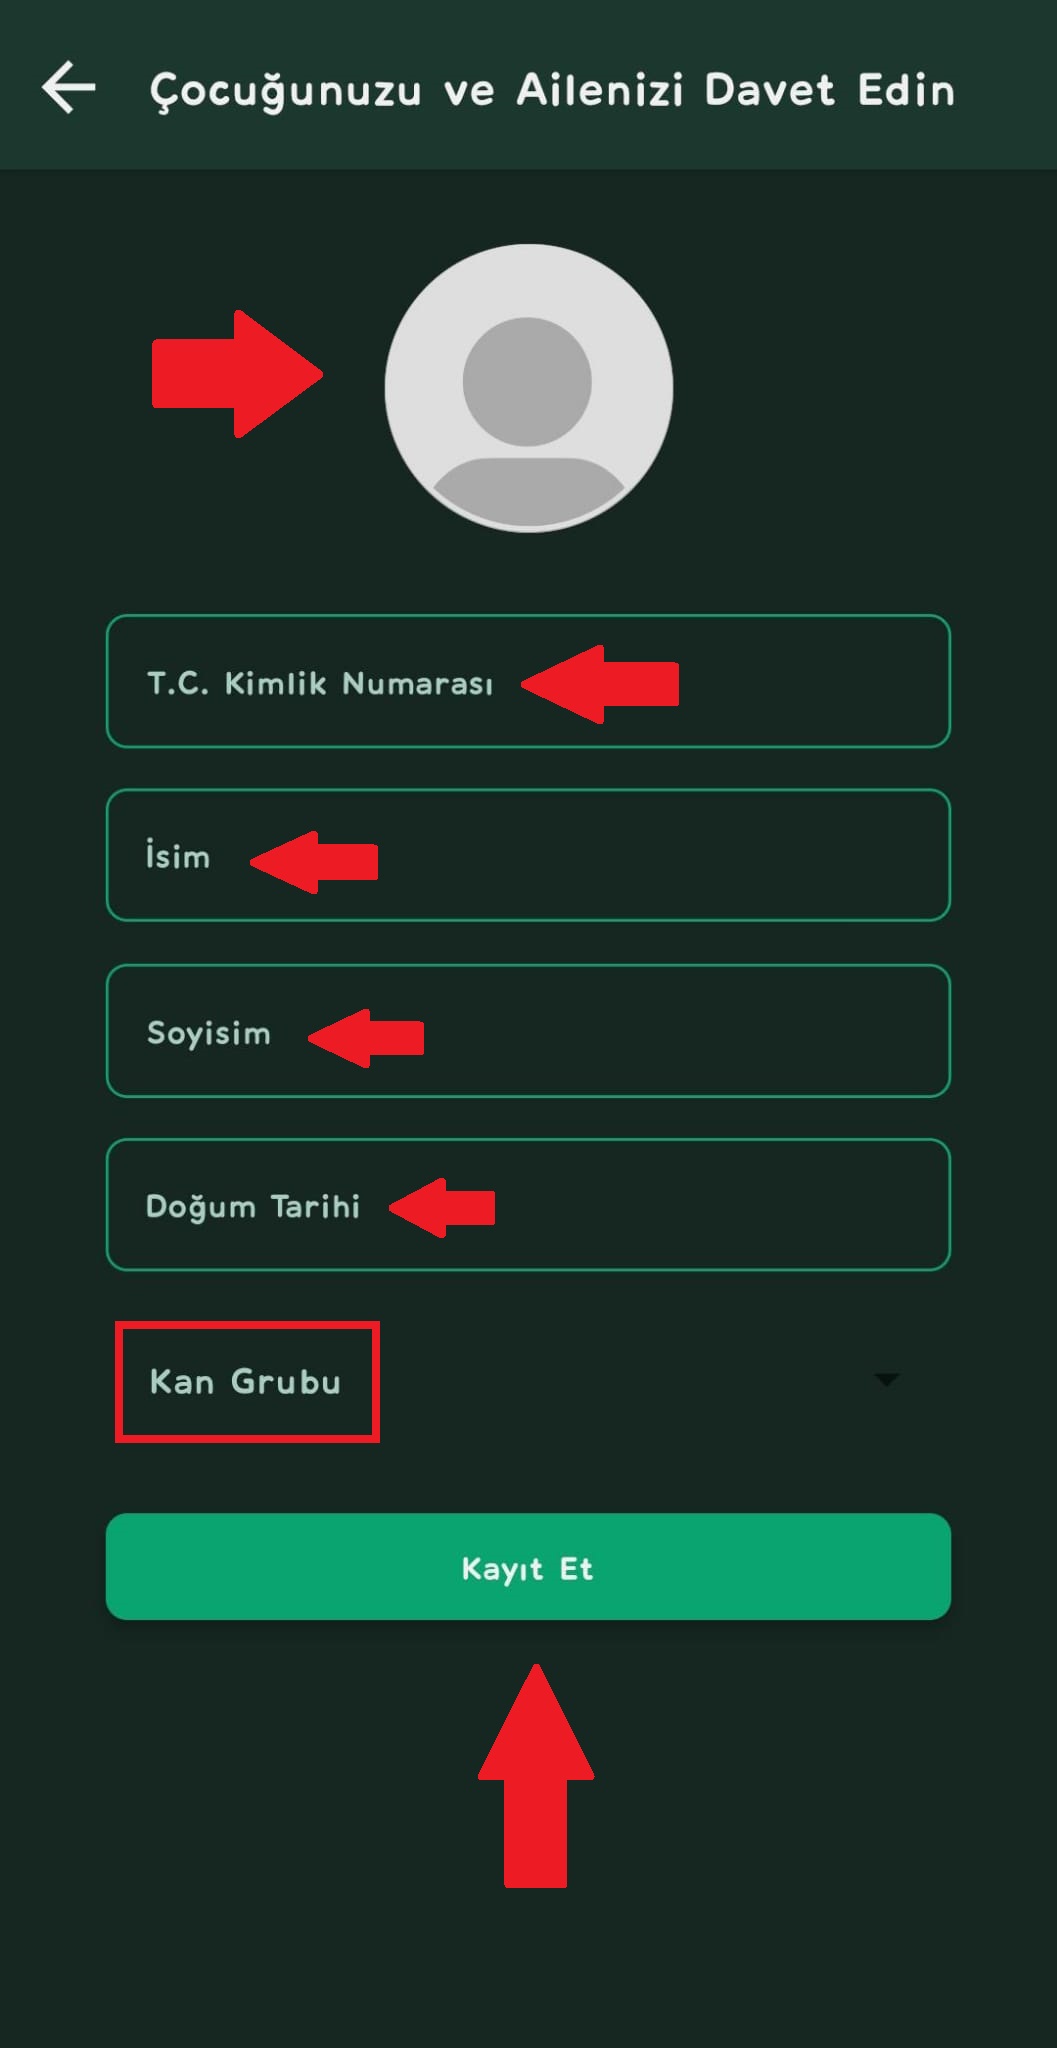 Çocuğunuzu ve Ailenizi Davet Edin
T.C. Kimlik Numarası
İsim
Soyisim
Doğum Tarihi
Kan Grubu
Kayıt Et